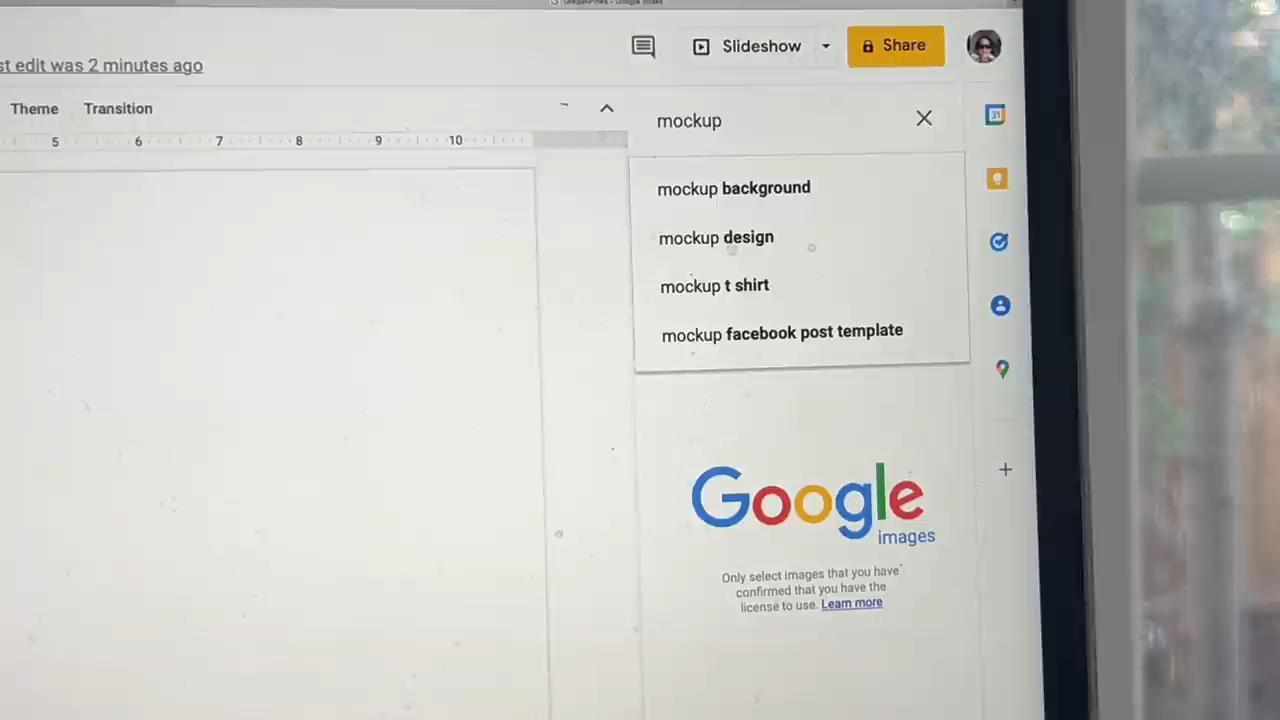 Slideshow
Share
st edit was 2 minutes ago
Theme Transition
5 6 7 8 9 10
mockup
31
mockup background
mockup design
mockup t shirt
mockup facebook post template
Google
images
Only select images that you have
confirmed that you have the
license to use. Learn more